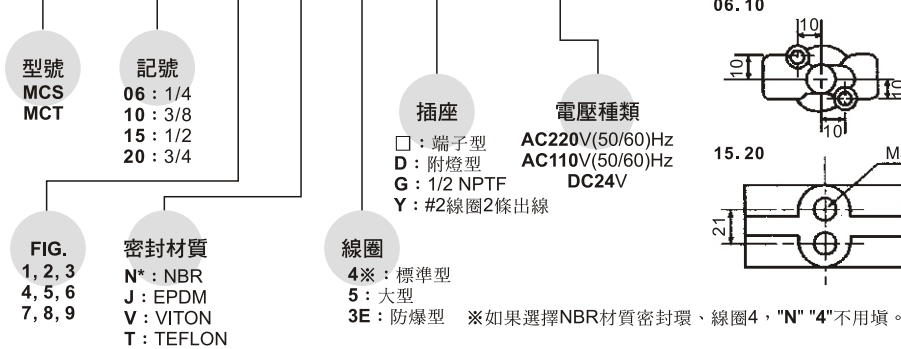 型號
MCS
MCT
記號
06：1/4
10：3/8
15：1/2
20：3/4
插座
□：端子型
D：附燈型
G：1/2 NPTF
Y：#2線圈2條出線
電壓種類
AC220V(50/60)Hz
AC110V(50/60)Hz
DC24V
FIG.
1, 2, 3
4, 5, 6
7, 8, 9
密封材質
N*：NBR
J：EPDM
V：VITON
T：TEFLON
線圈
4※：標準型
5：大型
3E：防爆型
※如果選擇NBR材質密封環、線圈4，"N" "4"不用塡。
06.10
10
10
10
10
15.20
M
21